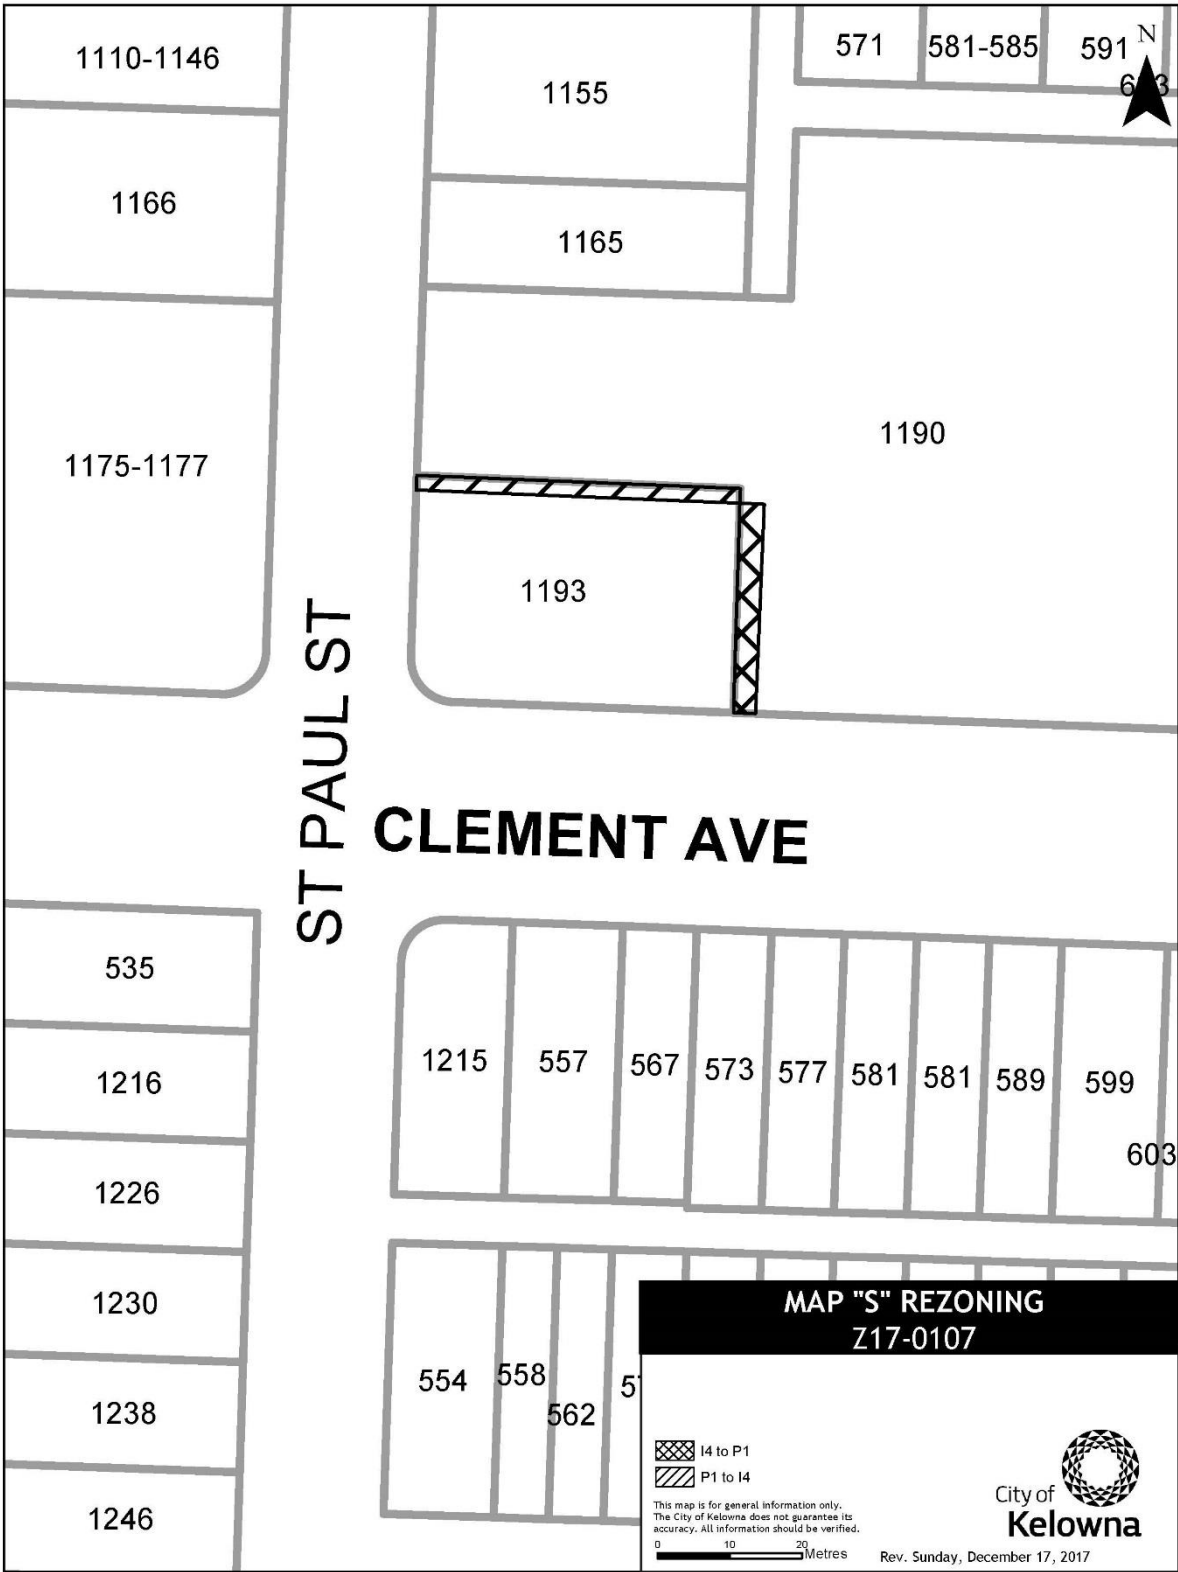 1110-1146
1155
571
581-585
591
N
1166
1165
1190
1175-1177
1193
ST PAUL ST
CLEMENT AVE
535
1216
1226
1230
1238
1246
1215
557
567
573
577
581
581
589
599
603
554
558
562
MAP "S" REZONING
Z17-0107
I4 to P1
P1 to I4
This map is for general information only.
The City of Kelowna does not guarantee its
accuracy. All information should be verified.
0 10 20 Metres
City of
Kelowna
Rev. Sunday, December 17, 2017